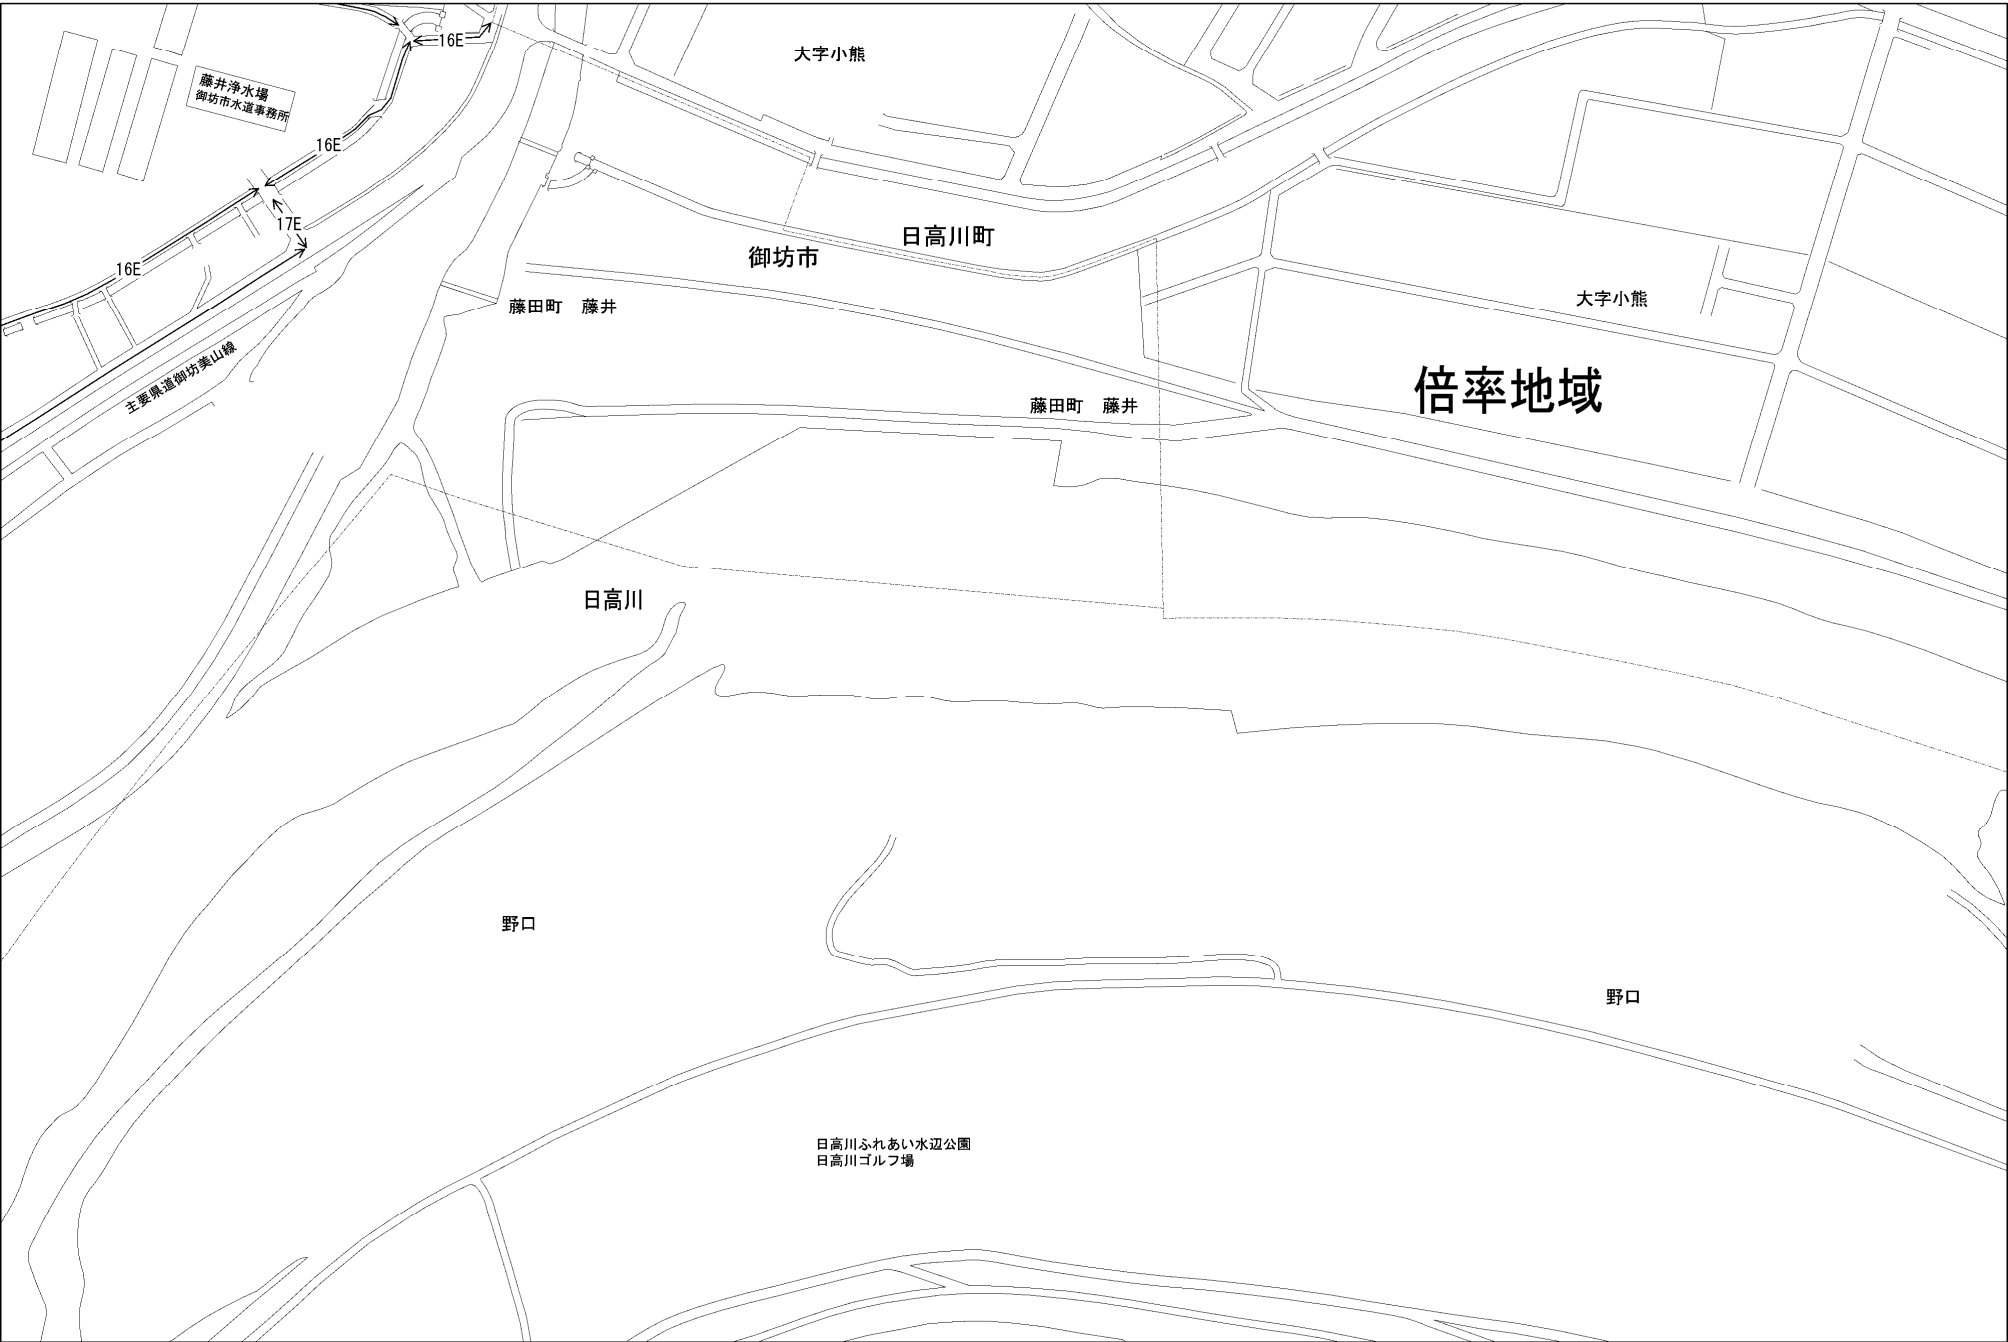 16E
大字小熊
藤井浄水場
御坊市水道事務所
16E
17E
日高川町
御坊市
16E
大字小熊
藤田町　藤井
主要県道御坊美山線
倍率地域
藤田町　藤井
日高川
野口
野口
日高川ふれあい水辺公園
日高川ゴルフ場